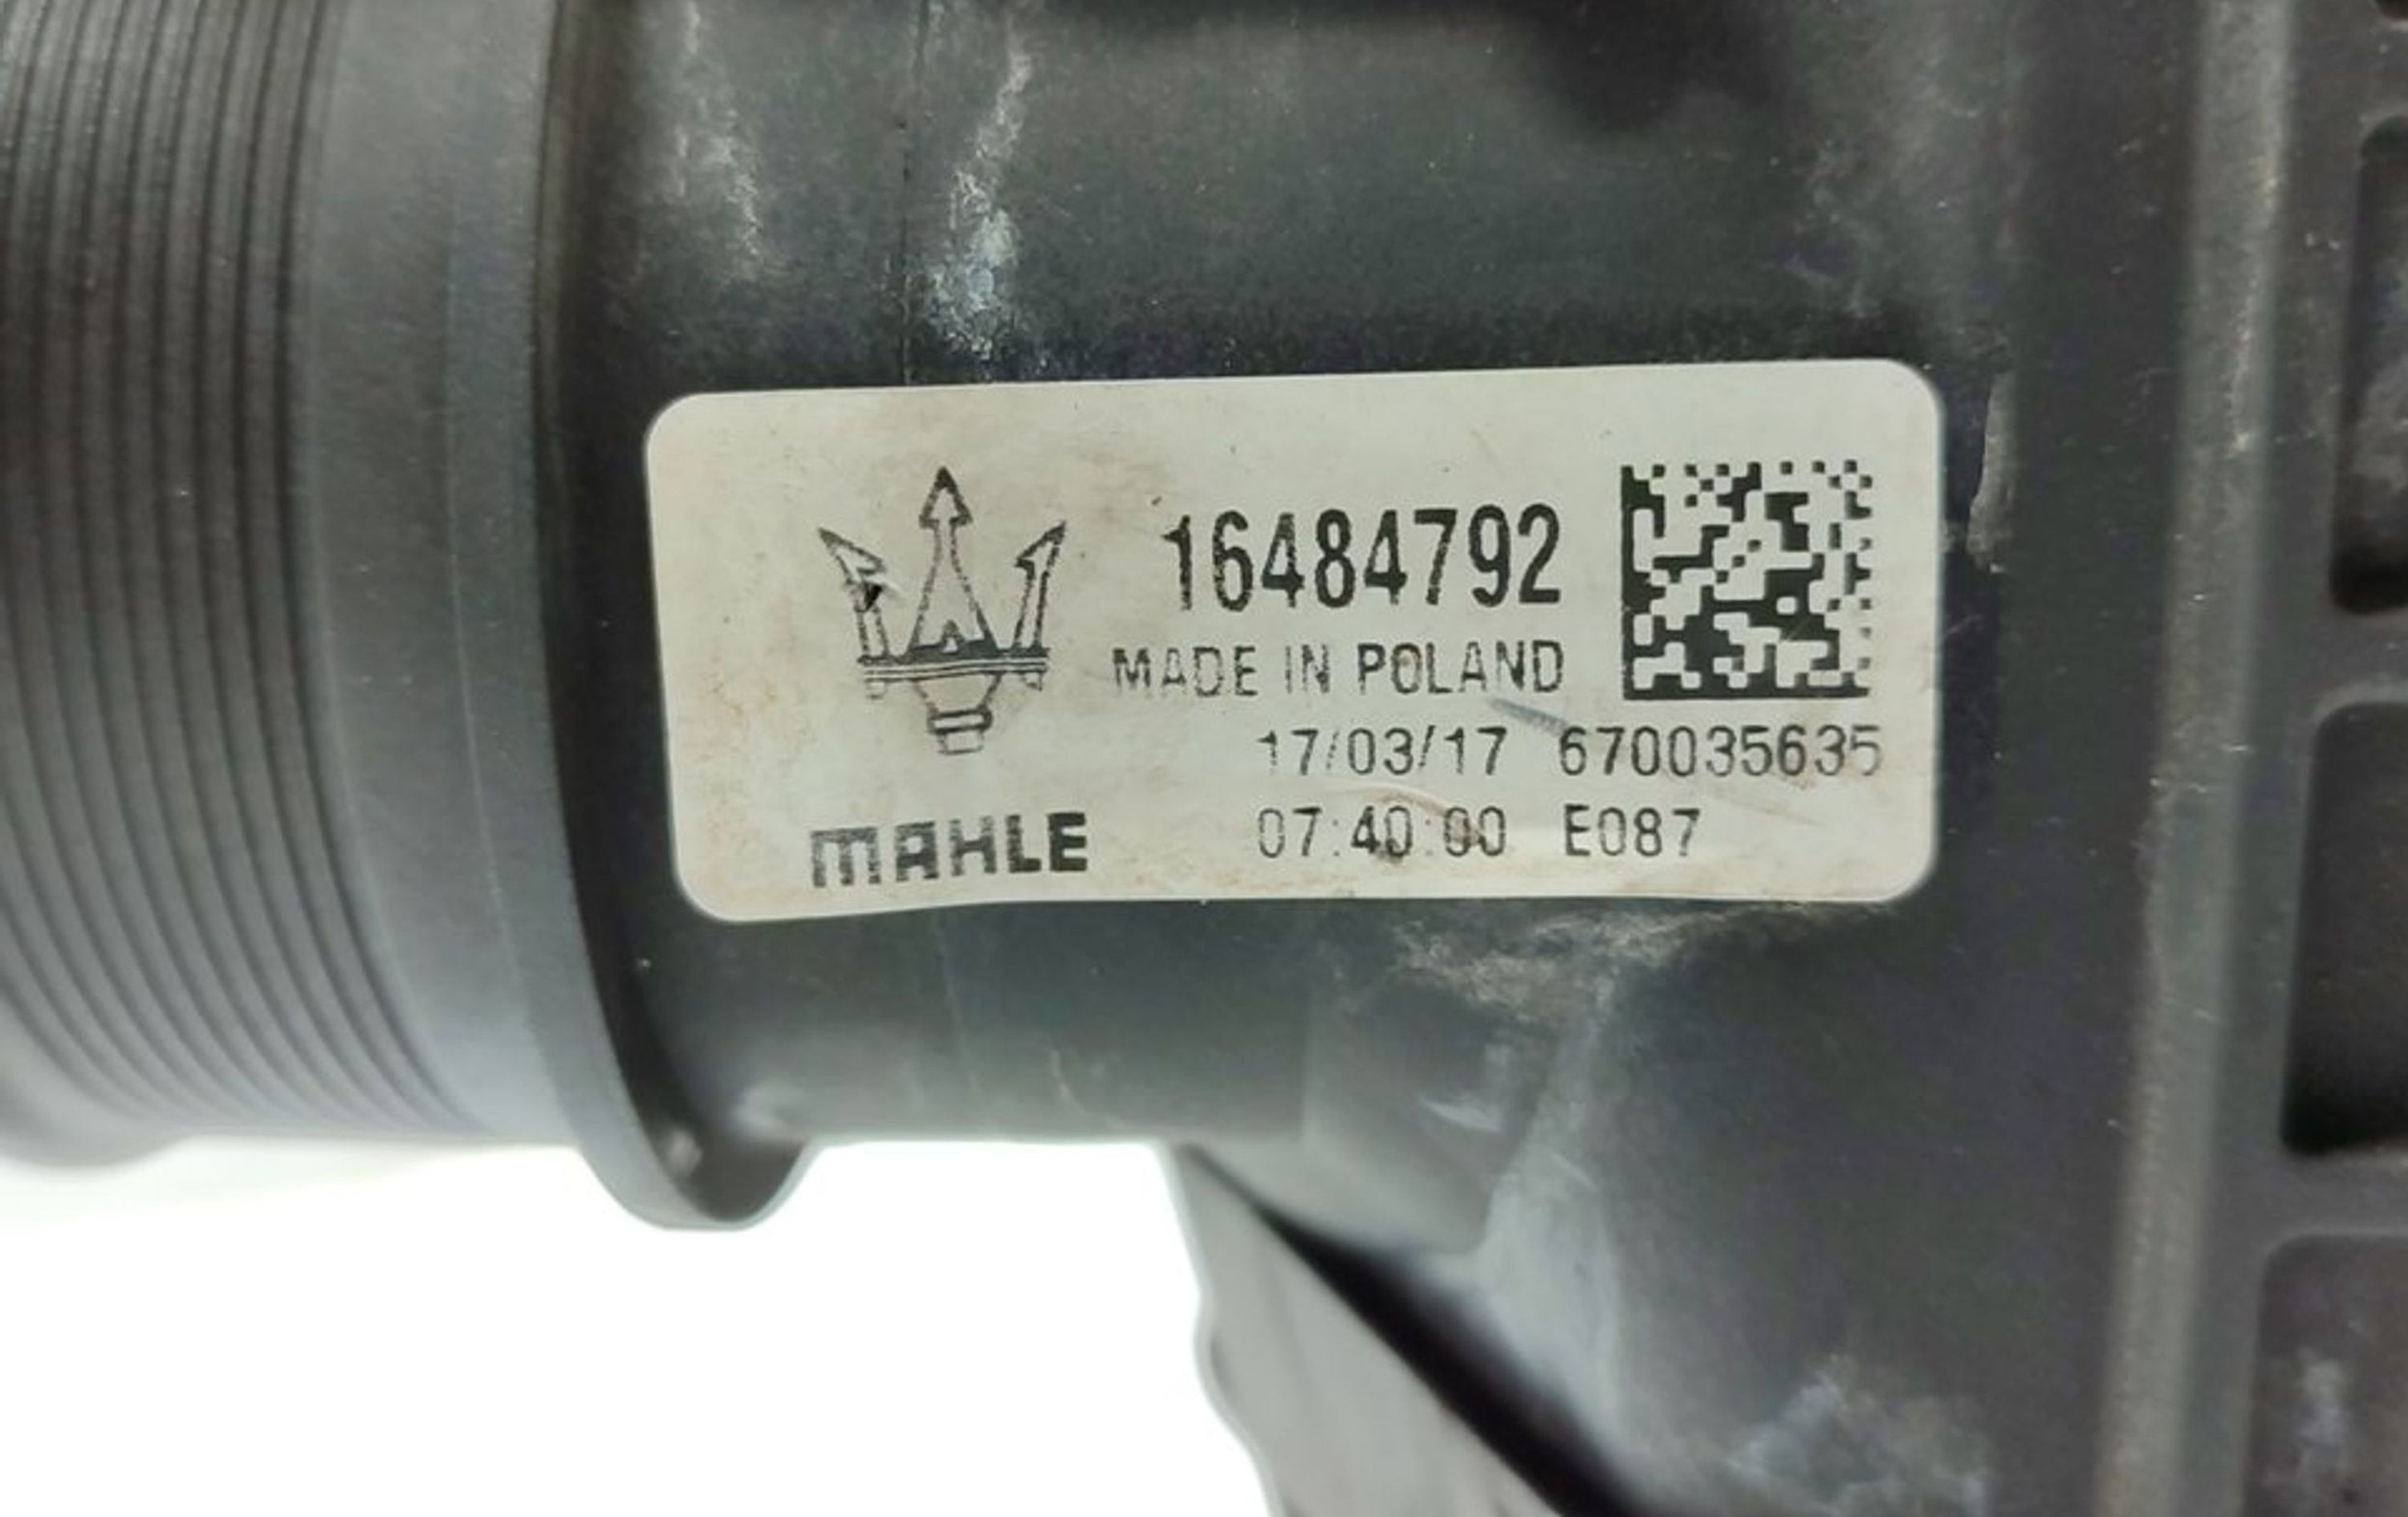 16484792
MADE IN POLAND
17/03/17 670035635
07:40:00 E087
MAHLE